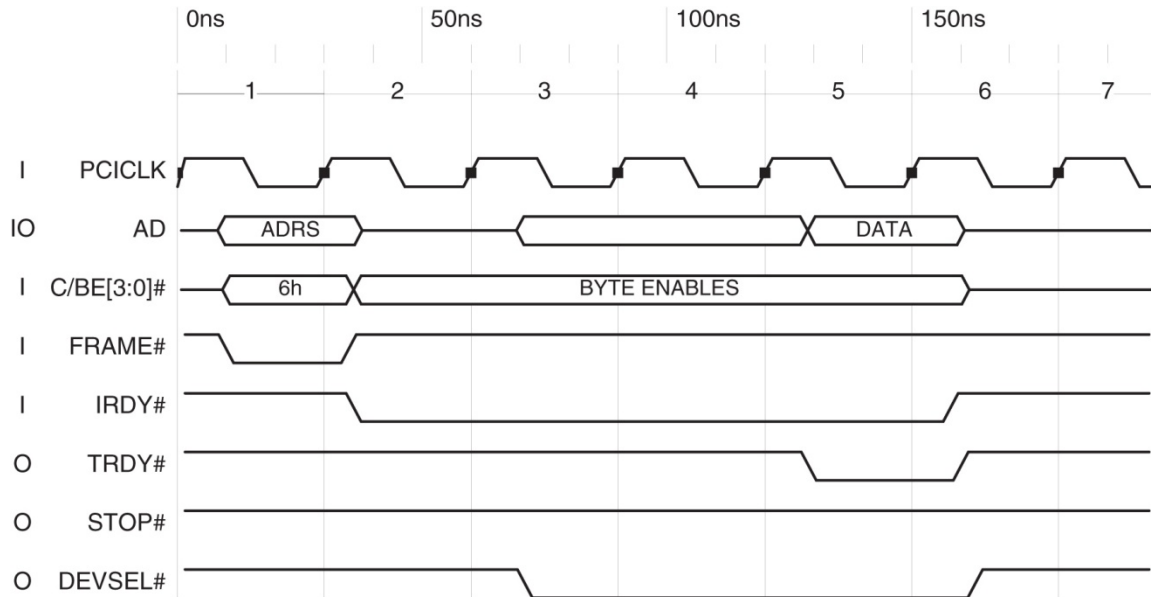 0ns 50ns 100ns 150ns
1 2 3 4 5 6 7
I PCICLK
IO AD ADRS DATA
I C/BE[3:0]# 6h BYTE ENABLES
I FRAME#
I IRDY#
O TRDY#
O STOP#
O DEVSEL#